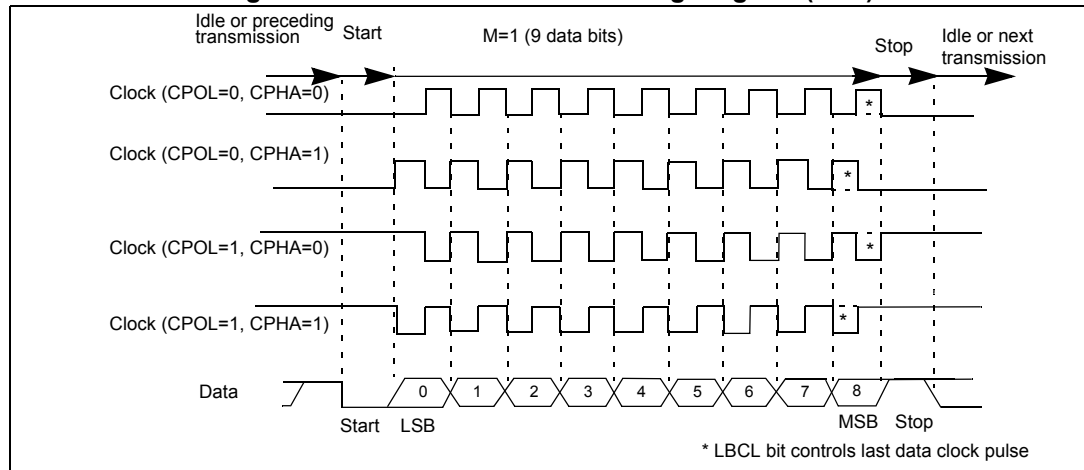 Idle or preceding
transmission
Start
M=1 (9 data bits)
Stop
Idle or next
transmission
Clock (CPOL=0, CPHA=0)
*
Clock (CPOL=0, CPHA=1)
*
Clock (CPOL=1, CPHA=0)
*
Clock (CPOL=1, CPHA=1)
*
Data
0 1 2 3 4 5 6 7 8
Start LSB MSB Stop
* LBCL bit controls last data clock pulse